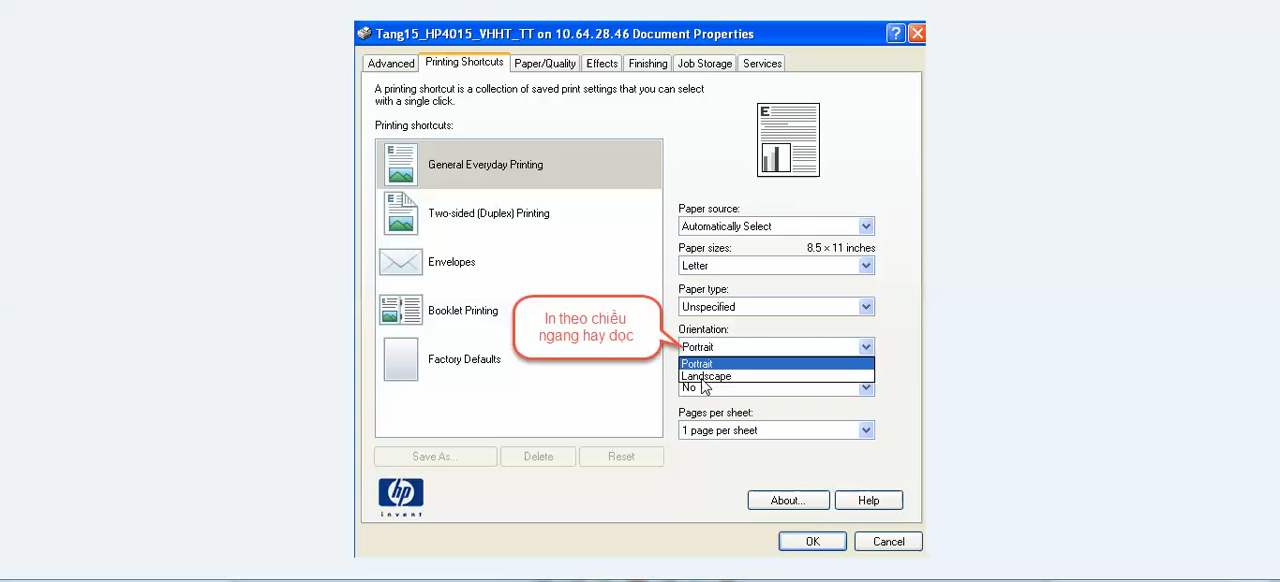 Tang15_HP4015_VHHT_TT on 10.64.28.46 Document Properties
Advanced
Printing Shortcuts
Paper/Quality
Effects
Finishing
Job Storage
Services
A printing shortcut is a collection of saved print settings that you can select
with a single click.
Printing shortcuts:
General Everyday Printing
Two-sided (Duplex) Printing
Envelopes
Booklet Printing
Factory Defaults
Save As...
Delete
Reset
E
Paper source:
Automatically Select
Paper sizes:
8.5 × 11 inches
Letter
Paper type:
Unspecified
Orientation:
Portrait
Portrait
Landscape
No
Pages per sheet:
1 page per sheet
In theo chiều
ngang hay dọc
hp
invent
About...
Help
OK
Cancel